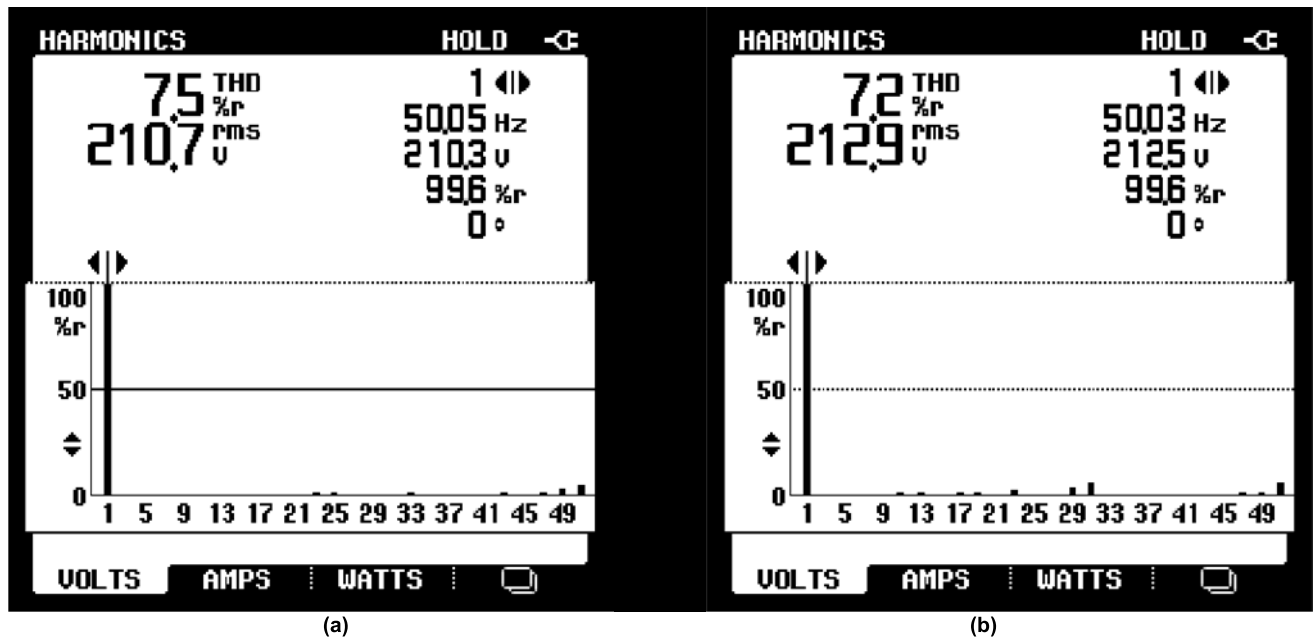 HARMONICS HOLD
7.5 THD %r
210.7 rms V
1
50.05 Hz
210.3 V
99.6 %r
0 °
100
%r
50
0
1 5 9 13 17 21 25 29 33 37 41 45 49
VOLTS AMPS WATTS
(a)
HARMONICS HOLD
7.2 THD %r
212.9 rms V
1
50.03 Hz
212.5 V
99.6 %r
0 °
100
%r
50
0
1 5 9 13 17 21 25 29 33 37 41 45 49
VOLTS AMPS WATTS
(b)